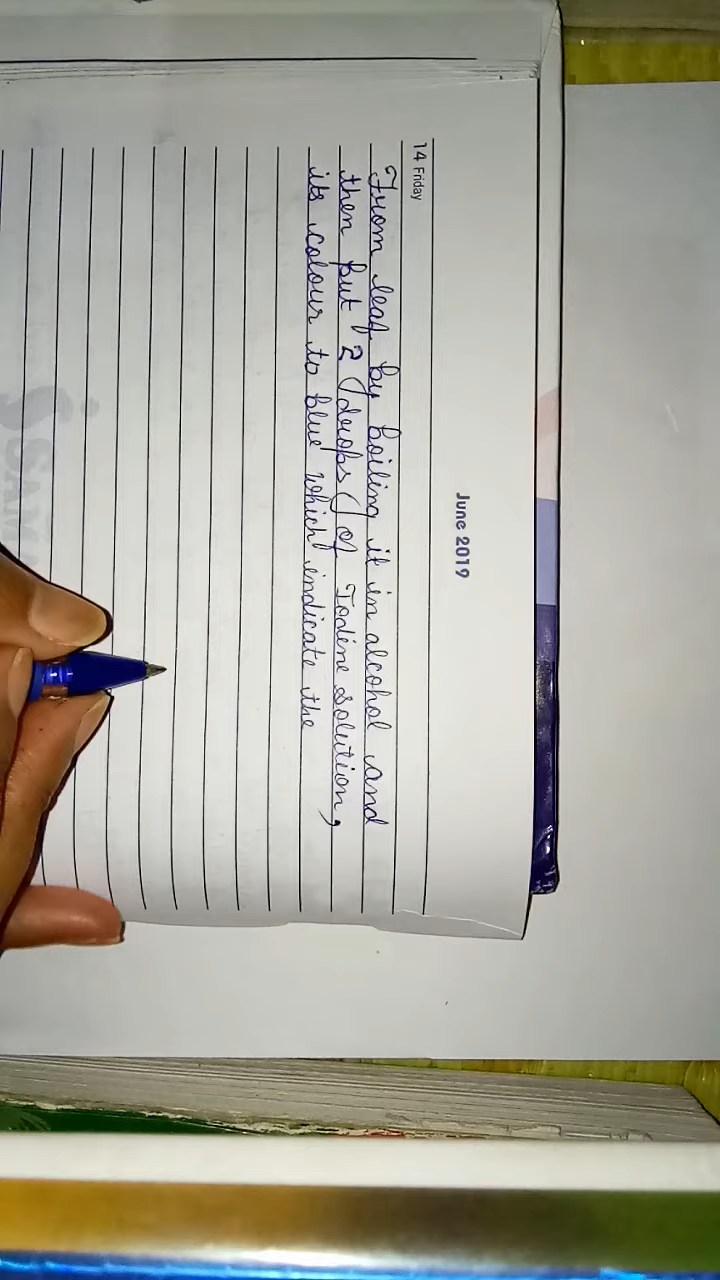 June 2019
14 Friday
From leaf by boiling it in alcohol and
then put 2 drops of Iodine solution,
its colour to blue which indicate the